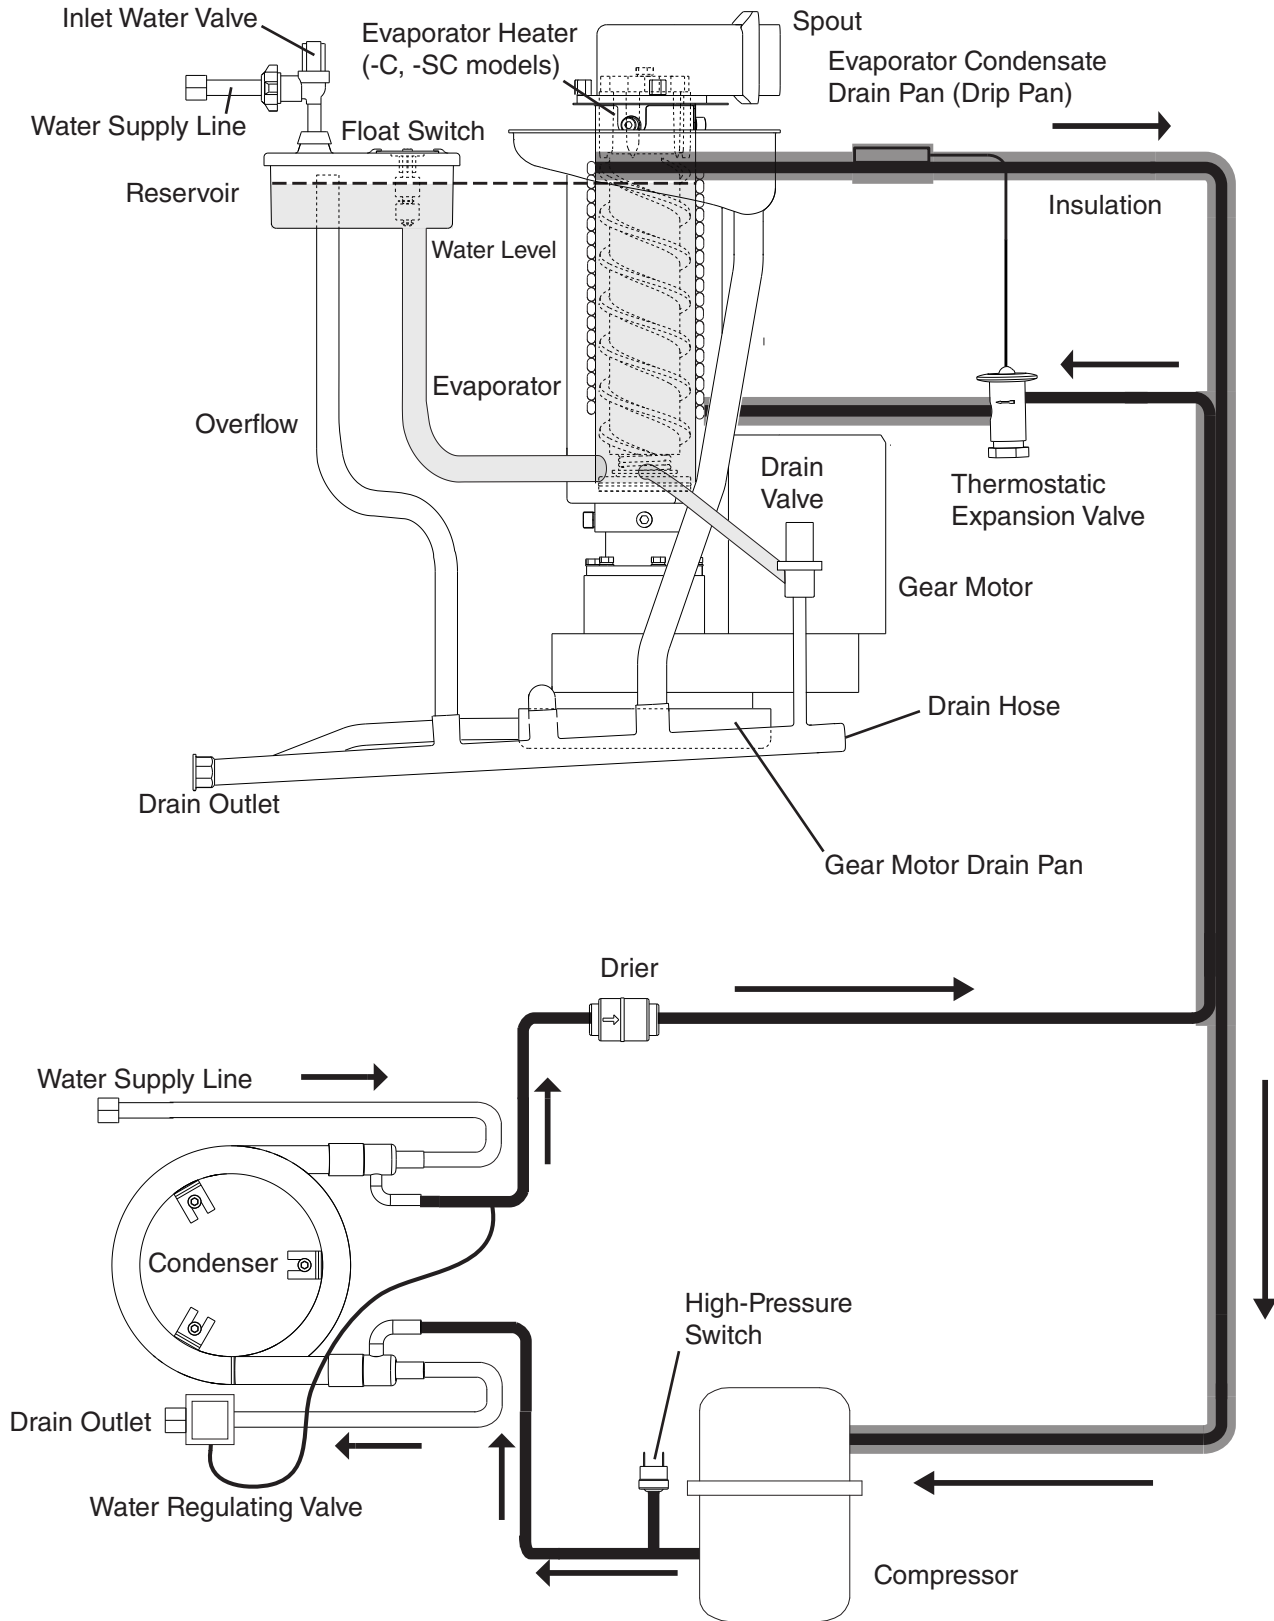 Inlet Water Valve
Evaporator Heater
(-C, -SC models)
Spout
Evaporator Condensate
Drain Pan (Drip Pan)
Water Supply Line
Float Switch
Reservoir
Insulation
Water Level
Evaporator
Overflow
Drain
Valve
Thermostatic
Expansion Valve
Gear Motor
Drain Hose
Drain Outlet
Gear Motor Drain Pan
Drier
Water Supply Line
Condenser
High-Pressure
Switch
Drain Outlet
Water Regulating Valve
Compressor